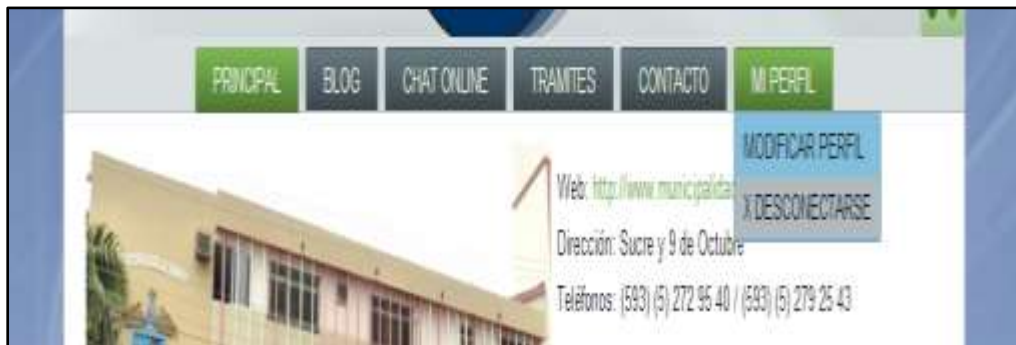 PRINCIPAL BLOG CHAT ONLINE TRAMITES CONTACTO MI PERFIL
MODIFICAR PERFIL
X DESCONECTARSE
Web: http://www.municipalida
Dirección: Sucre y 9 de Octubre
Teléfonos: (593) (5) 272 95 40 / (593) (5) 279 25 43